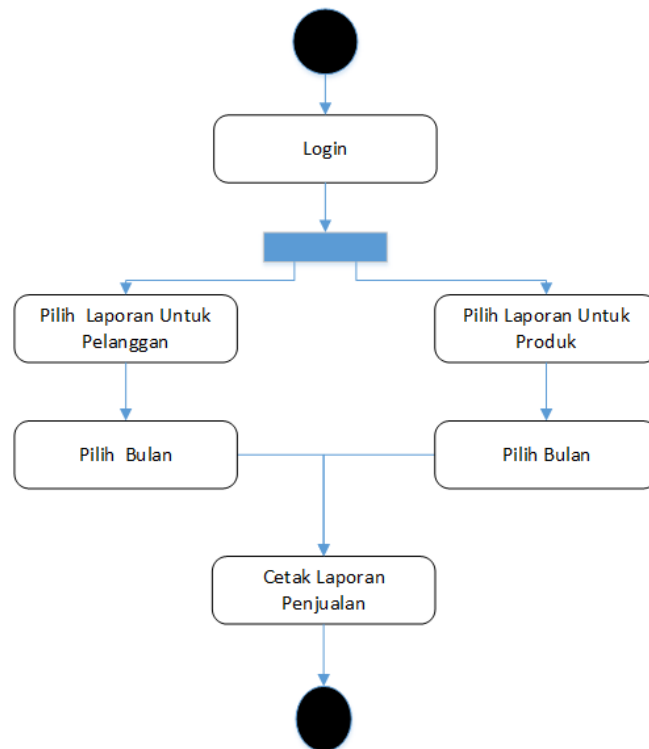 Login
Pilih Laporan Untuk
Pelanggan
Pilih Laporan Untuk
Produk
Pilih Bulan
Pilih Bulan
Cetak Laporan
Penjualan